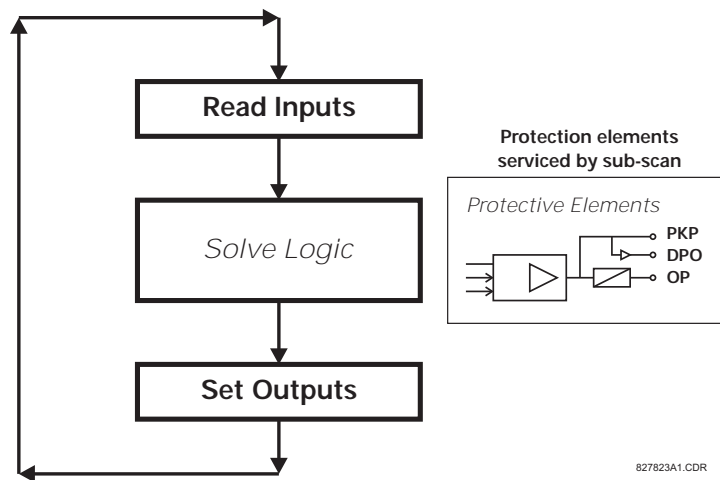 Read Inputs
Solve Logic
Set Outputs
Protection elements
serviced by sub-scan
Protective Elements
PKP
DPO
OP
827823A1.CDR